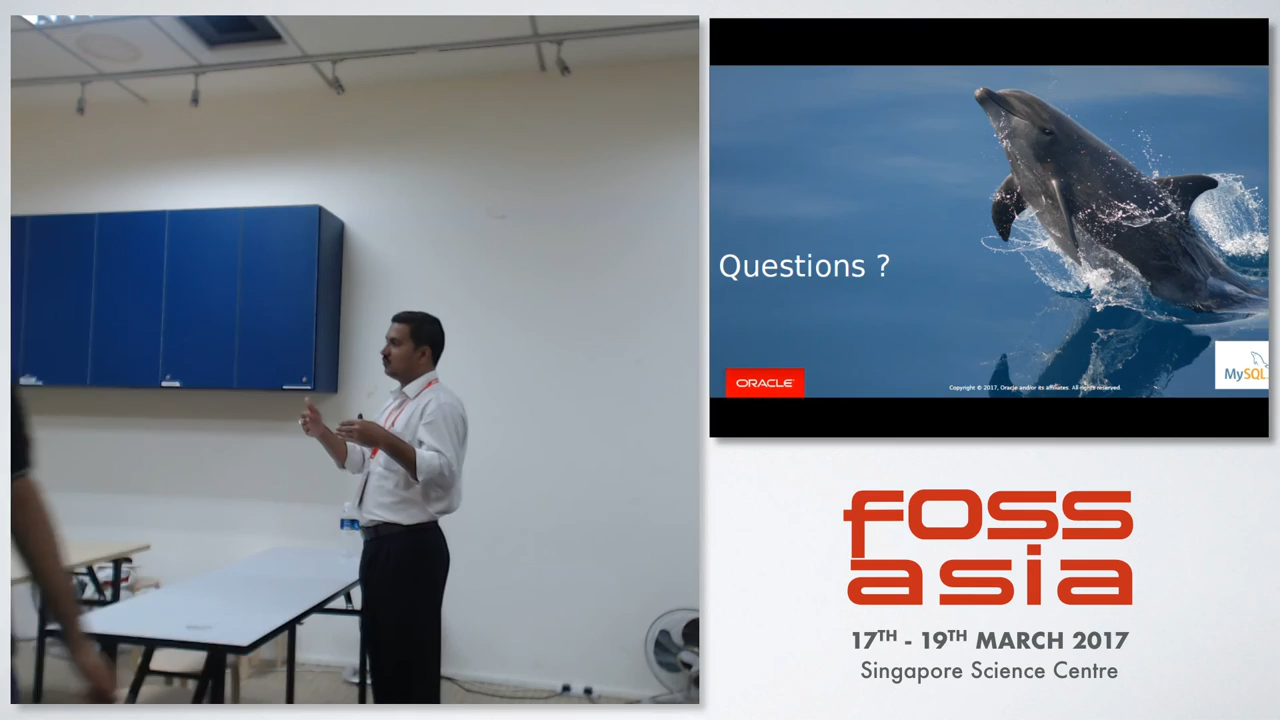 Questions ?
ORACLE
Copyright © 2017, Oracle and/or its affiliates. All rights reserved.
MySQL
foss
asia
17TH - 19TH MARCH 2017
Singapore Science Centre